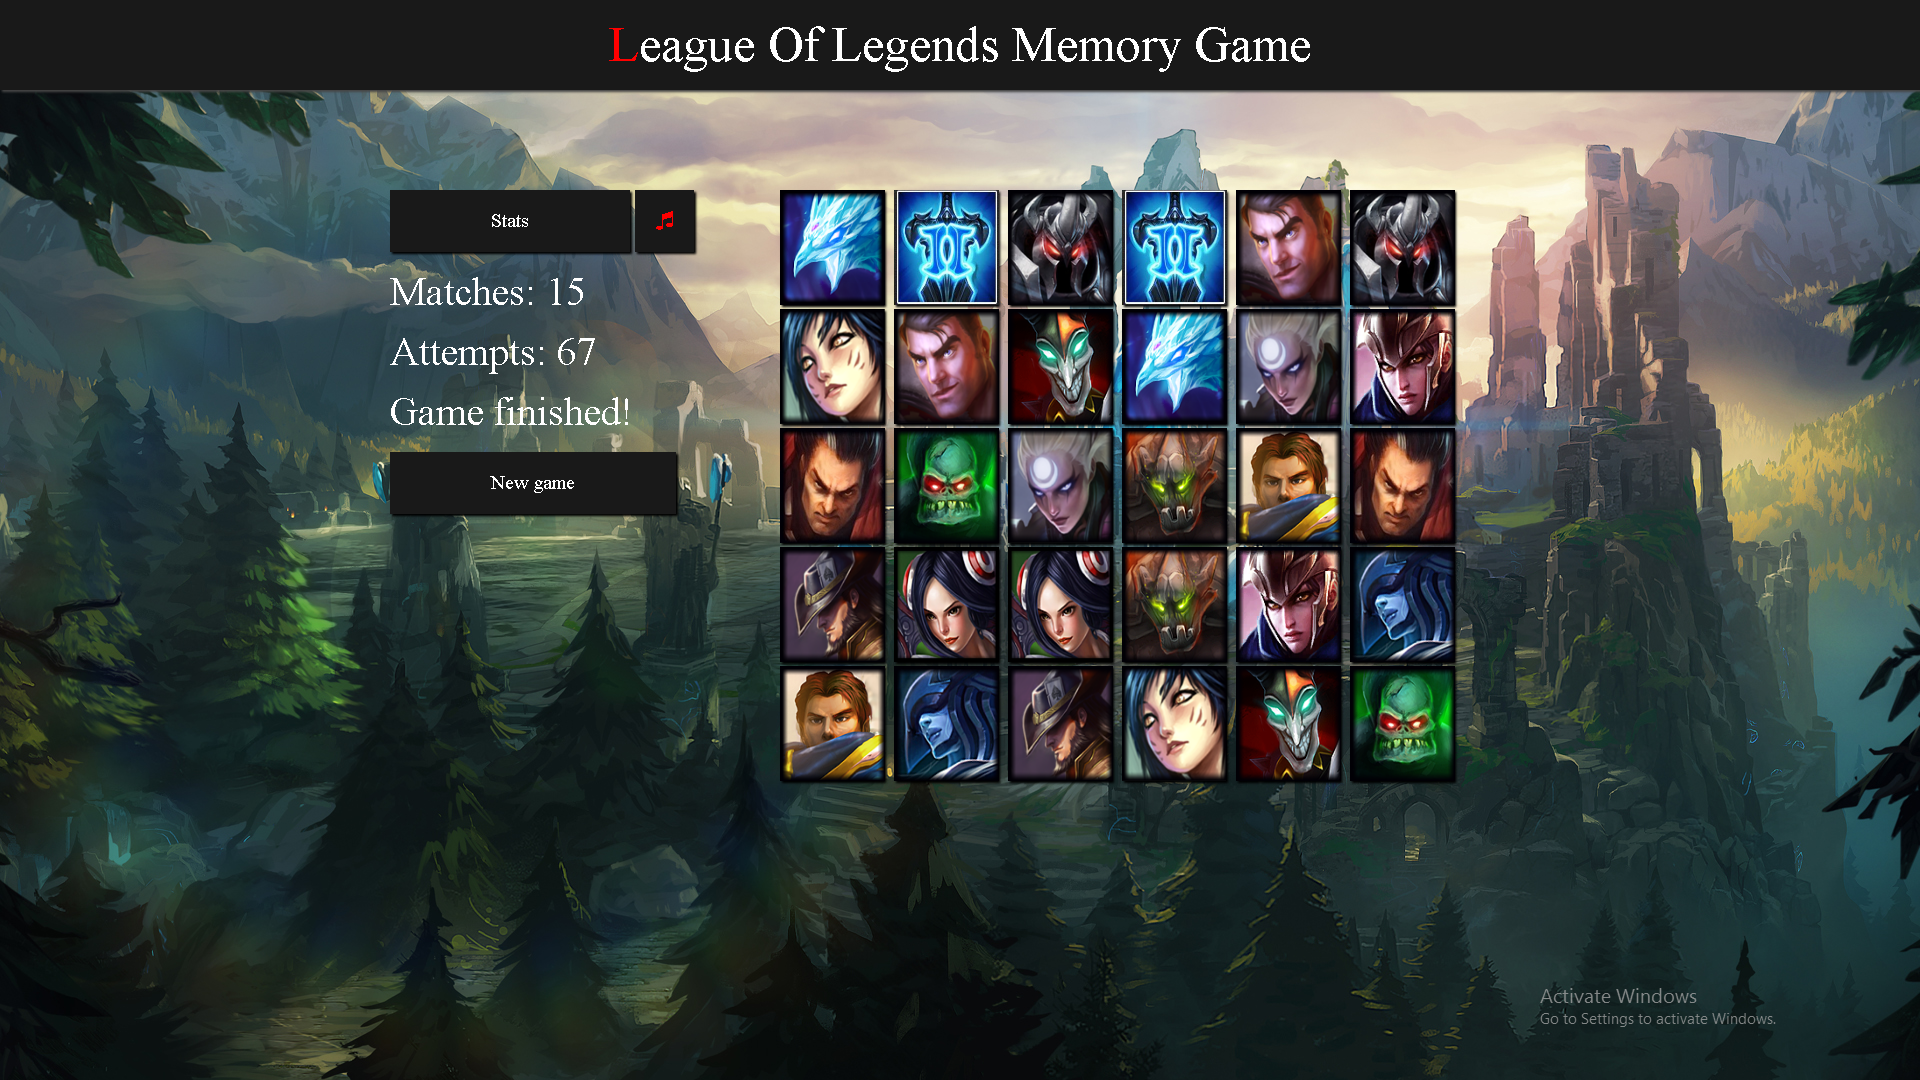 League Of Legends Memory Game
Stats
Matches: 15
Attempts: 67
Game finished!
New game
Activate Windows
Go to Settings to activate Windows.